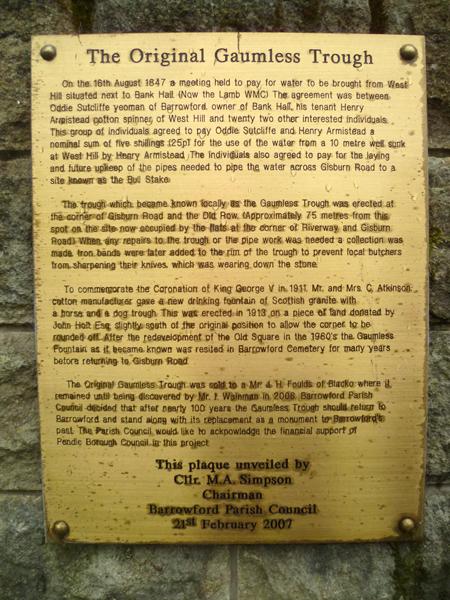 The Original Gaumless Trough
On the 16th August 1847 a meeting held to pay for water to be brought from West
Hill situated next to Bank Hall (Now the Lamb WMC) The agreement was between
Oddie Sutcliffe yeoman of Barrowford, owner of Bank Hall, his tenant Henry
Armistead cotton spinner of West Hill and twenty two other interested individuals.
This group of individuals agreed to pay Oddie Sutcliffe and Henry Armistead a
nominal sum of five shillings (25p) for the use of the water from a 10 metre well sunk
at West Hill by Henry Armistead. The individuals also agreed to pay for the laying
and future upkeep of the pipes needed to pipe the water across Gisburn Road to a
site known as the Bull Stake.
The trough which became known locally as the Gaumless Trough was erected at
the corner of Gisburn Road and the Old Row. (Approximately 75 metres from this
spot on the site now occupied by the flats at the corner of Riverway and Gisburn
Road) When any repairs to the trough or the pipe work was needed a collection was
made. Iron bands were later added to the rim of the trough to prevent local butchers
from sharpening their knives, which was wearing down the stone.
To commemorate the Coronation of King George V in 1911, Mr. and Mrs. C. Atkinson
cotton manufacturer gave a new drinking fountain of Scottish granite with
a horse and a dog trough. This was erected in 1913 on a piece of land donated by
John Holt Esq. slightly south of the original position to allow the corner to be
rounded off. After the redevelopment of the Old Square in the 1960's the Gaumless
Fountain as it became known was resited in Barrowford Cemetery for many years
before returning to Gisburn Road.
The Original Gaumless Trough was sold to a Mr. J. H. Foulds of Blacko where it
remained until being discovered by Mr. I. Wainman in 2006. Barrowford Parish
Council decided that after nearly 100 years the Gaumless Trough should return to
Barrowford and stand along with its replacement as a monument to Barrowford's
past. The Parish Council would like to acknowledge the financial support of
Pendle Borough Council in this project.
This plaque unveiled by
Cllr. M.A. Simpson
Chairman
Barrowford Parish Council
21st February 2007